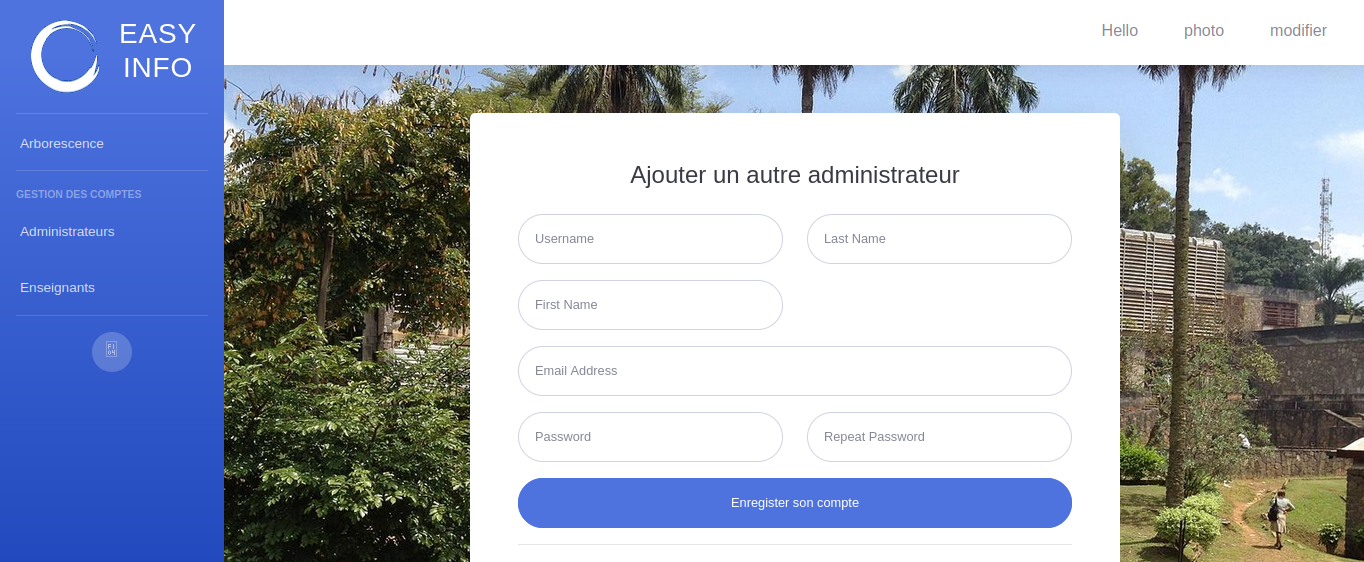 EASY
INFO
Hello
photo
modifier
Arborescence
GESTION DES COMPTES
Administrateurs
Enseignants
Ajouter un autre administrateur
Username
Last Name
First Name
Email Address
Password
Repeat Password
Enregister son compte